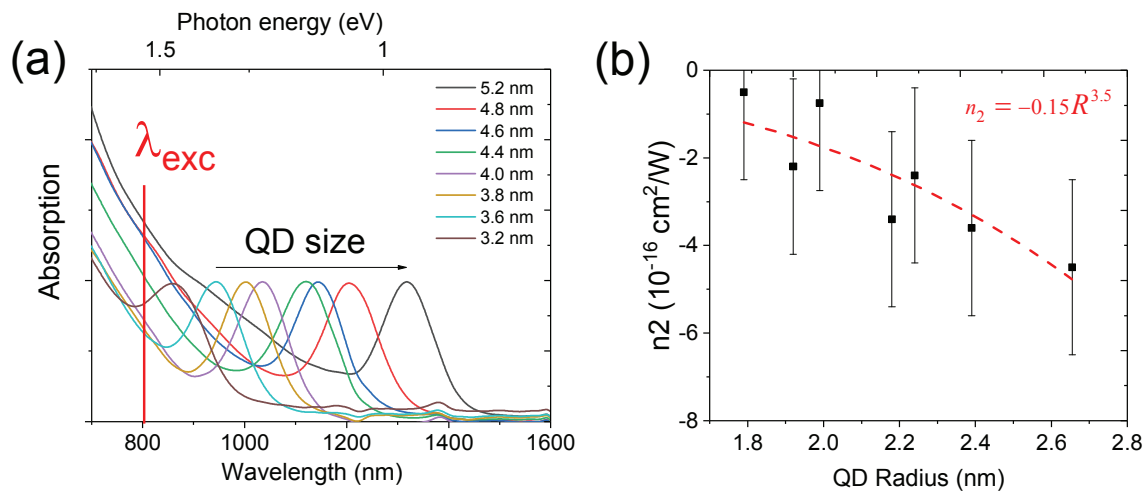 (a)
Photon energy (eV)
1.5
1
5.2 nm
4.8 nm
4.6 nm
4.4 nm
4.0 nm
3.8 nm
3.6 nm
3.2 nm
λexc
QD size
Absorption
800
1000
1200
1400
1600
Wavelength (nm)
(b)
n₂ = −0.15R³·⁵
0
-2
-4
-6
-8
n2 (10⁻¹⁶ cm²/W)
1.8
2.0
2.2
2.4
2.6
2.8
QD Radius (nm)